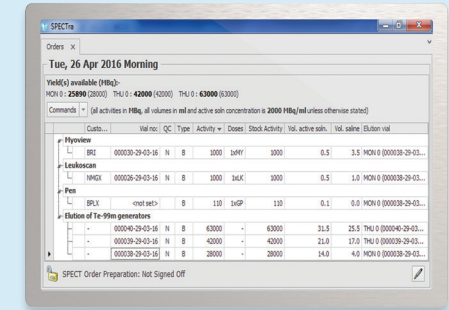 SPECTra
Orders X
Tue, 26 Apr 2016 Morning
Yield(s) available (MBq):-
MON 0 : 25890 (28000) THU 0 : 42000 (42000) THU 0 : 63000 (63000)
Commands (all activities in MBq, all volumes in ml and active soln concentration is 2000 MBq/ml unless otherwise stated)
Custo... Vial no: QC Type Activity Doses Stock Activity Vol. active soln. Vol. saline Elution vial
Myoview
BRI 000030-29-03-16 N B 1000 1xMY 1000 0.5 3.5 MON 0 (000038-29-03...
Leukoscan
NMGX 000026-29-03-16 N B 1000 1xLK 1000 0.5 1.0 MON 0 (000038-29-03...
Pen
BPLX <not set> B 110 1xGP 110 0.1 0.0 MON 0 (000038-29-03...
Elution of Tc-99m generators
- 000040-29-03-16 N B 63000 - 63000 31.5 25.5 THU 0 (000040-29-03...
- 000039-29-03-16 N B 42000 - 42000 21.0 17.0 THU 0 (000039-29-03...
- 000038-29-03-16 N B 28000 - 28000 14.0 4.0 MON 0 (000038-29-03...
SPECT Order Preparation: Not Signed Off